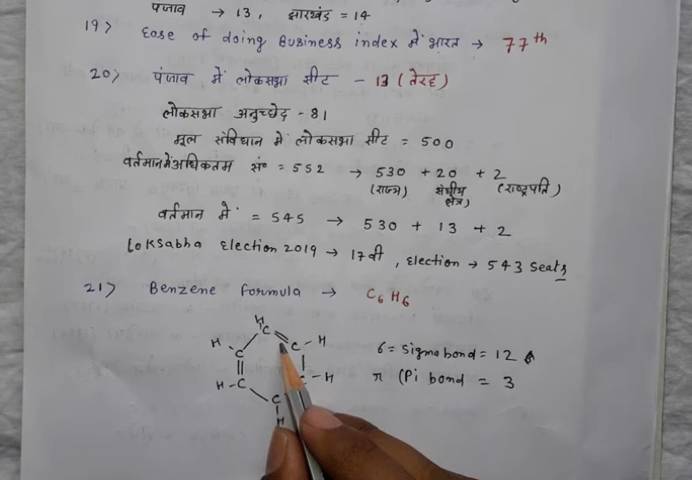 पंजाब → 13, झारखंड = 14
19> Ease of doing Business index में भारत → 77th
20> पंजाब में लोकसभा सीट - 13 (तेरह)
लोकसभा अनुच्छेद - 81
मूल संविधान में लोकसभा सीट = 500
वर्तमान में अधिकतम सं० = 552 → 530 + 20 + 2
(राज्य) संघीय क्षेत्र) (राष्ट्रपति)
वर्तमान में = 545 → 530 + 13 + 2
Loksabha Election 2019 → 17वी, Election → 543 Seats
21> Benzene formula → C6H6
H
C
H C C H
6 = Sigma bond = 12
H C C H
π (Pi bond = 3
C
H